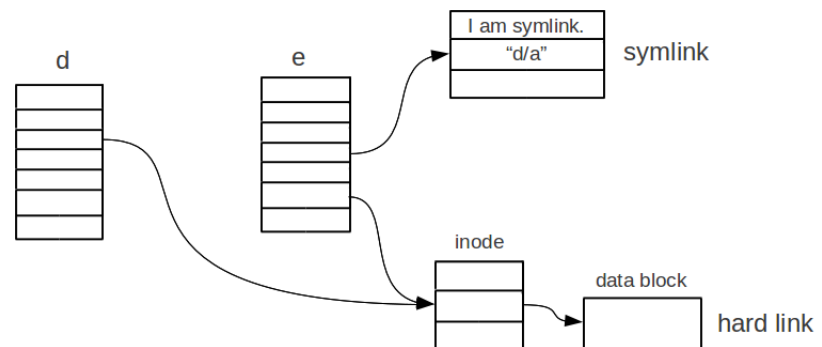 I am symlink.
“d/a”
symlink
d
e
inode
data block
hard link